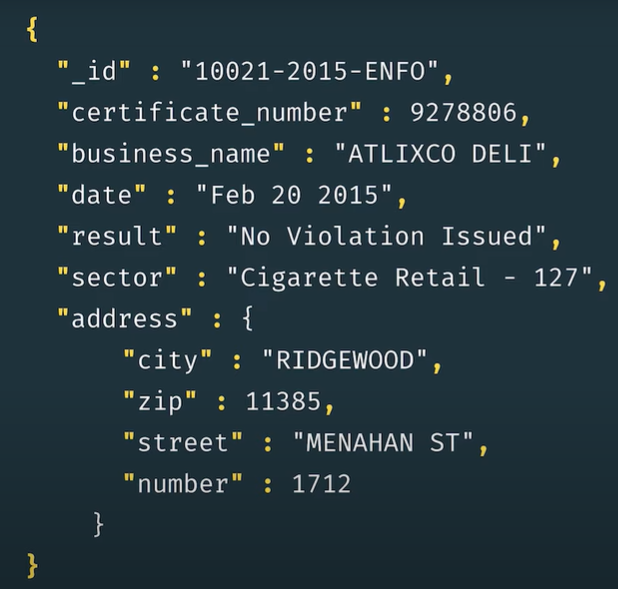 {
"_id" : "10021-2015-ENFO",
"certificate_number" : 9278806,
"business_name" : "ATLIXCO DELI",
"date" : "Feb 20 2015",
"result" : "No Violation Issued",
"sector" : "Cigarette Retail - 127",
"address" : {
"city" : "RIDGEWOOD",
"zip" : 11385,
"street" : "MENAHAN ST",
"number" : 1712
}
}